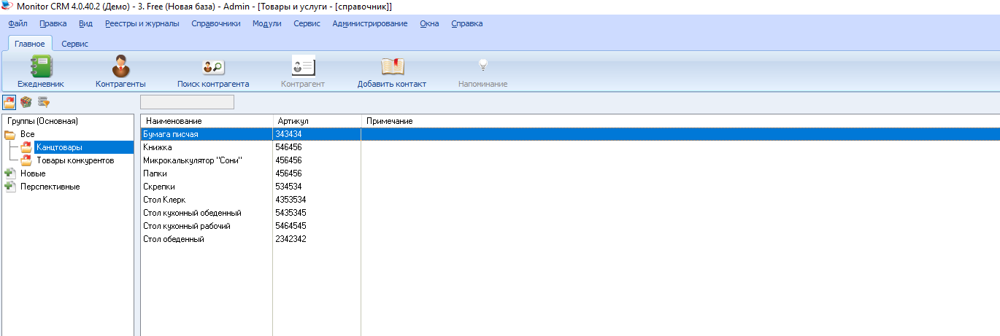 Monitor CRM 4.0.40.2 (Демо) - 3. Free (Новая база) - Admin - [Товары и услуги - [справочник]]
Файл Правка Вид Реестры и журналы Справочники Модули Сервис Администрирование Окна Справка
Главное Сервис
Ежедневник Контрагенты Поиск контрагента Контрагент Добавить контакт Напоминание
Группы (Основная) Наименование Артикул Примечание
Все Бумага писчая 343434
Канцтовары Книжка 546456
Товары конкурентов Микрокалькулятор "Сони" 456456
Новые Папки 456456
Перспективные Скрепки 534534
Стол Клерк 4353534
Стол кухонный обеденный 5435345
Стол кухонный рабочий 5464545
Стол обеденный 2342342